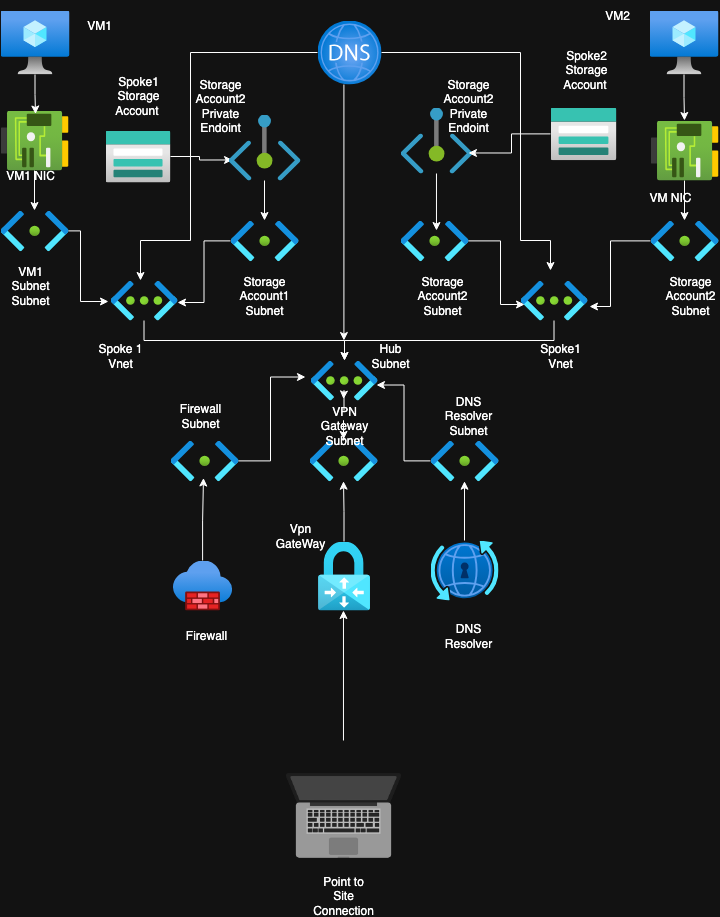 VM1
VM2
DNS
Spoke1
Storage
Account
Storage
Account2
Private
Endoint
Storage
Account2
Private
Endoint
Spoke2
Storage
Account
VM1 NIC
VM NIC
VM1
Subnet
Subnet
Storage
Account1
Subnet
Storage
Account2
Subnet
Storage
Account2
Subnet
Spoke 1
Vnet
Hub
Subnet
Spoke1
Vnet
Firewall
Subnet
VPN
Gateway
Subnet
DNS
Resolver
Subnet
Vpn
GateWay
Firewall
DNS
Resolver
Point to
Site
Connection